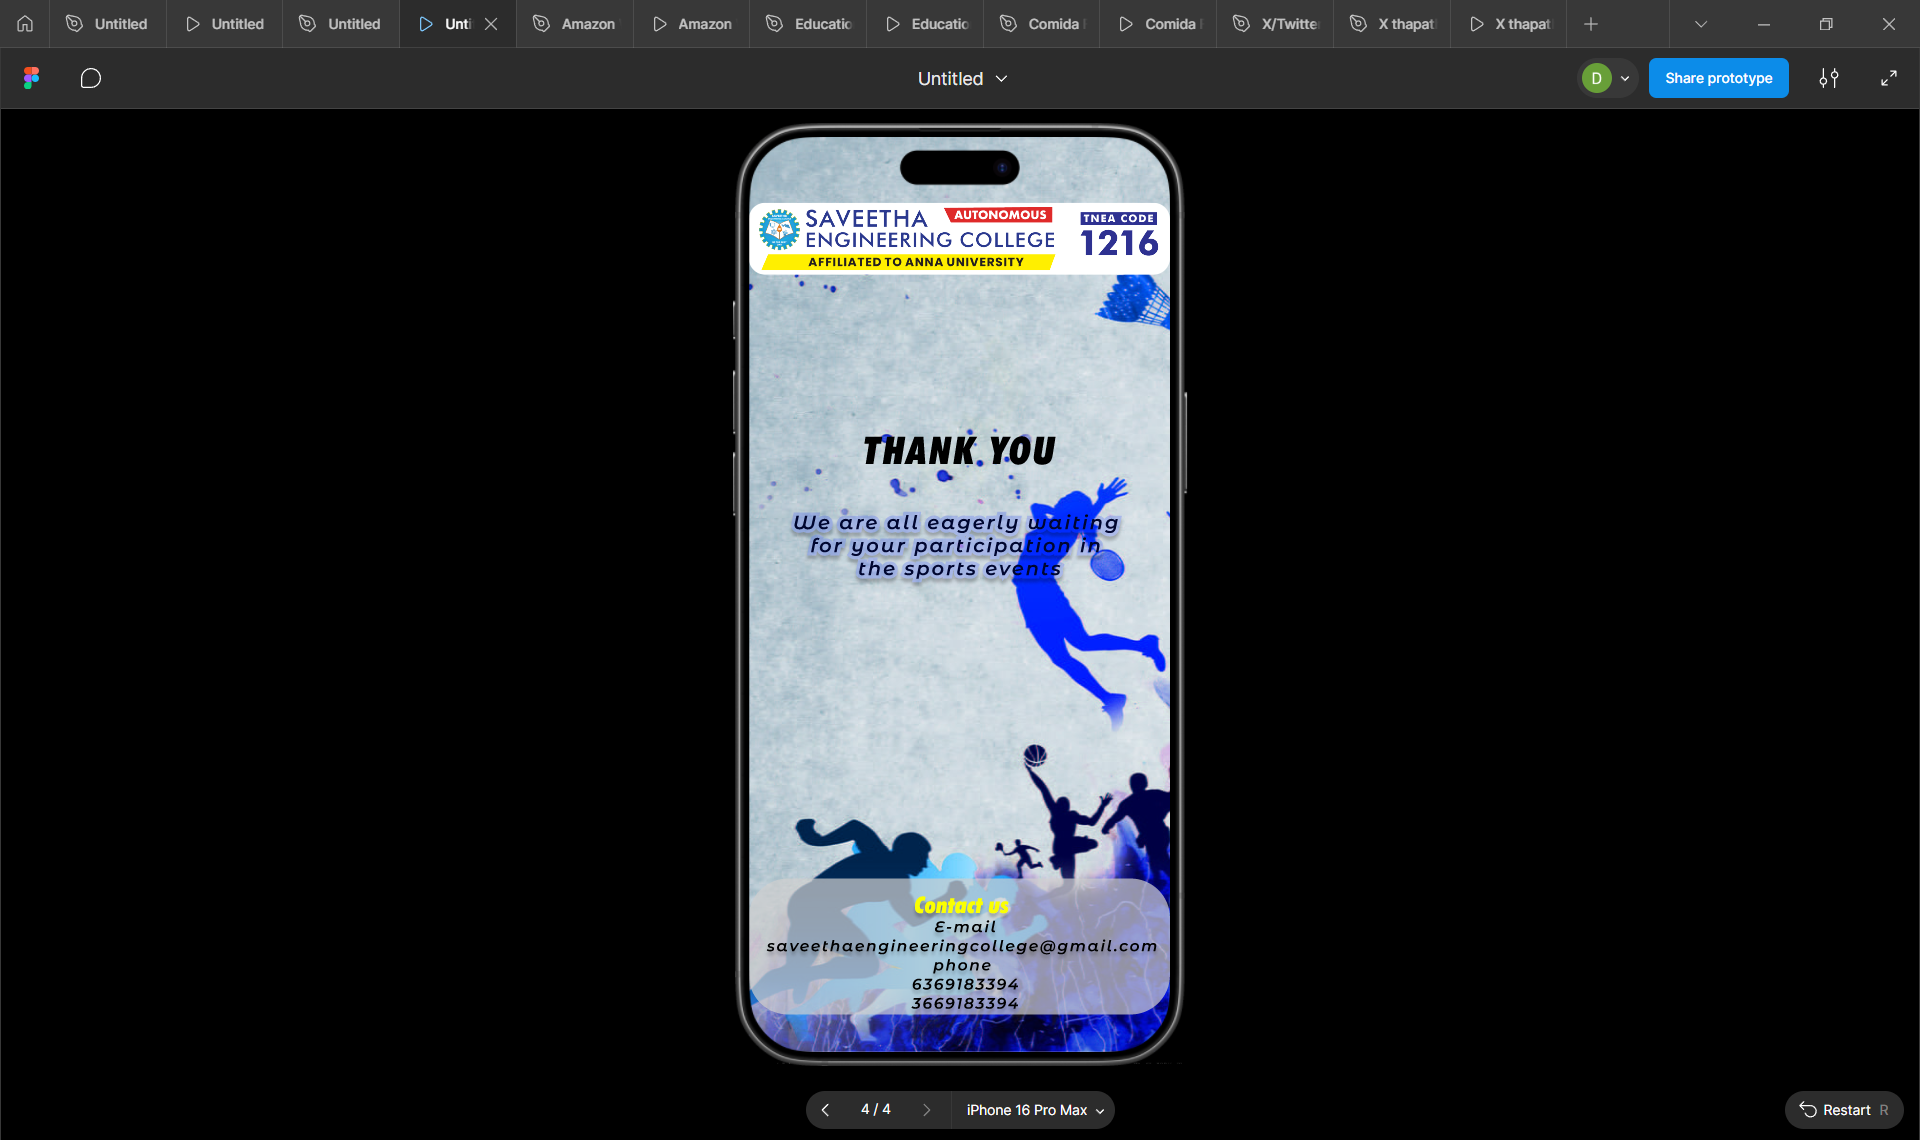 Untitled
Untitled
Untitled
Unti
Amazon
Amazon
Educatio
Educatio
Comida
Comida
X/Twitte
X thapat
X thapat
Untitled
D
Share prototype
SAVEETHA
AUTONOMOUS
ENGINEERING COLLEGE
AFFILIATED TO ANNA UNIVERSITY
TNEA CODE
1216
THANK YOU
We are all eagerly waiting
for your participation in
the sports events
Contact us
E-mail
saveethaengineeringcollege@gmail.com
phone
6369183394
3669183394
4 / 4
iPhone 16 Pro Max
Restart R